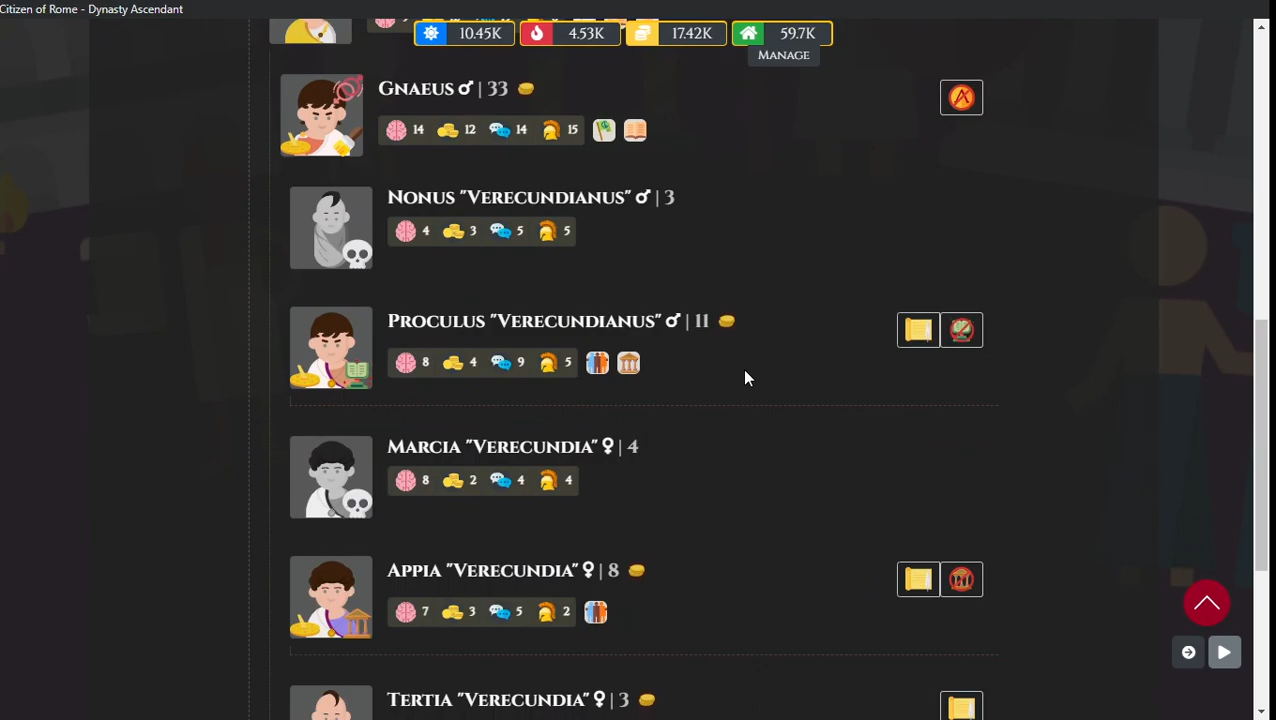 Citizen of Rome - Dynasty Ascendant
10.45K 4.53K 17.42K 59.7K
Manage
Gnaeus ♂ | 33
14 12 14 15
Nonus "Verecundianus" ♂ | 3
4 3 5 5
Proculus "Verecundianus" ♂ | 11
8 4 9 5
Marcia "Verecundia" ♀ | 4
8 2 4 4
Appia "Verecundia" ♀ | 8
7 3 5 2
Tertia "Verecundia" ♀ | 3